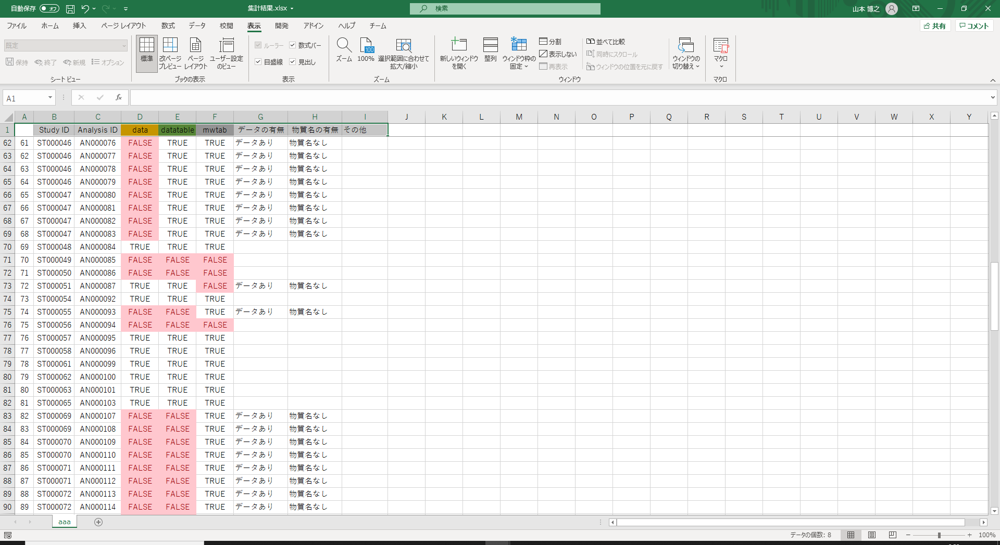 自動保存 オフ 集計結果.xlsx 検索 山本 博之
ファイル ホーム 挿入 ページ レイアウト 数式 データ 校閲 表示 開発 アドイン ヘルプ チーム 共有 コメント
既定
保持 終了 新規 オプション
シート ビュー
標準 改ページ プレビュー ページ レイアウト ユーザー設定 のビュー
ブックの表示
ルーラー 数式バー
目盛線 見出し
表示
ズーム 100% 選択範囲に合わせて 拡大/縮小
100
ズーム
新しいウィンドウ を開く 整列 ウィンドウ枠の 固定
分割
表示しない
再表示
並べて比較
同時にスクロール
ウィンドウの位置を元に戻す
ウィンドウの 切り替え
ウィンドウ
マクロ
マクロ
A1 fx
A B C D E F G H I J K L M N O P Q R S T U V W X Y
1 Study ID Analysis ID data datatable mwtab データの有無 物質名の有無 その他
62 61 ST000046 AN000076 FALSE TRUE TRUE データあり 物質名なし
63 62 ST000046 AN000077 FALSE TRUE TRUE データあり 物質名なし
64 63 ST000046 AN000078 FALSE TRUE TRUE データあり 物質名なし
65 64 ST000046 AN000079 FALSE TRUE TRUE データあり 物質名なし
66 65 ST000047 AN000080 FALSE TRUE TRUE データあり 物質名なし
67 66 ST000047 AN000081 FALSE TRUE TRUE データあり 物質名なし
68 67 ST000047 AN000082 FALSE TRUE TRUE データあり 物質名なし
69 68 ST000047 AN000083 FALSE TRUE TRUE データあり 物質名なし
70 69 ST000048 AN000084 TRUE TRUE TRUE
71 70 ST000049 AN000085 FALSE FALSE FALSE
72 71 ST000050 AN000086 FALSE FALSE FALSE
73 72 ST000051 AN000087 TRUE TRUE FALSE データあり 物質名なし
74 73 ST000054 AN000092 TRUE TRUE TRUE
75 74 ST000055 AN000093 FALSE FALSE TRUE データあり 物質名なし
76 75 ST000056 AN000094 FALSE FALSE FALSE
77 76 ST000057 AN000095 TRUE TRUE TRUE
78 77 ST000058 AN000096 TRUE TRUE TRUE
79 78 ST000061 AN000099 TRUE TRUE TRUE
80 79 ST000062 AN000100 TRUE TRUE TRUE
81 80 ST000063 AN000101 TRUE TRUE TRUE
82 81 ST000065 AN000103 TRUE TRUE TRUE
83 82 ST000069 AN000107 FALSE FALSE TRUE データあり 物質名なし
84 83 ST000069 AN000108 FALSE FALSE TRUE データあり 物質名なし
85 84 ST000070 AN000109 FALSE FALSE TRUE データあり 物質名なし
86 85 ST000070 AN000110 FALSE FALSE TRUE データあり 物質名なし
87 86 ST000071 AN000111 FALSE FALSE TRUE データあり 物質名なし
88 87 ST000071 AN000112 FALSE FALSE TRUE データあり 物質名なし
89 88 ST000072 AN000113 FALSE FALSE TRUE データあり 物質名なし
90 89 ST000072 AN000114 FALSE FALSE TRUE データあり 物質名なし
aaa
データの個数: 8 100%